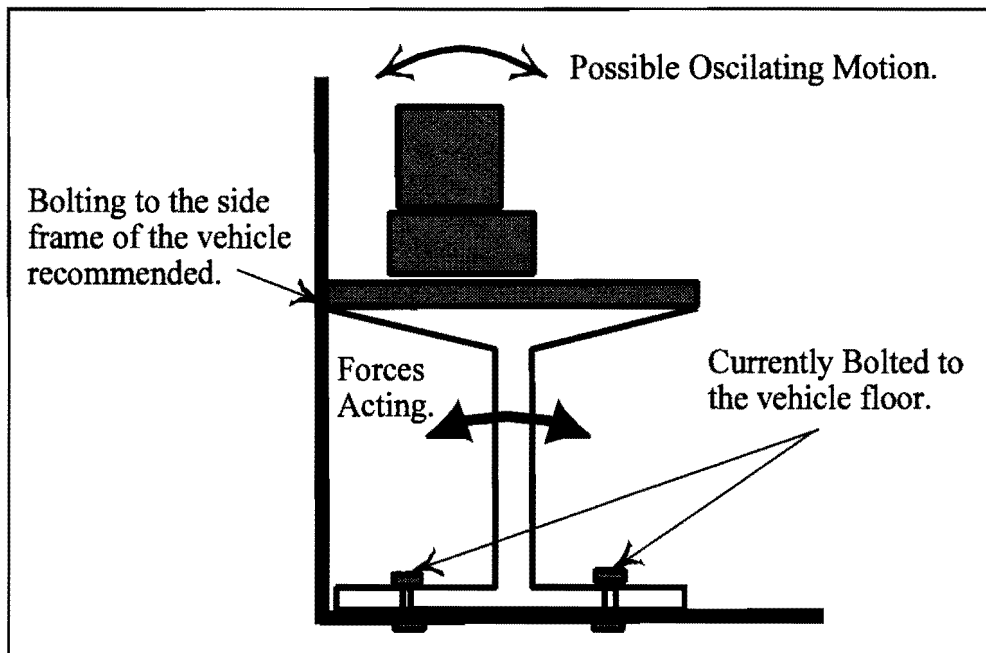 Possible Oscilating Motion.
Bolting to the side
frame of the vehicle
recommended.
Forces
Acting.
Currently Bolted to
the vehicle floor.